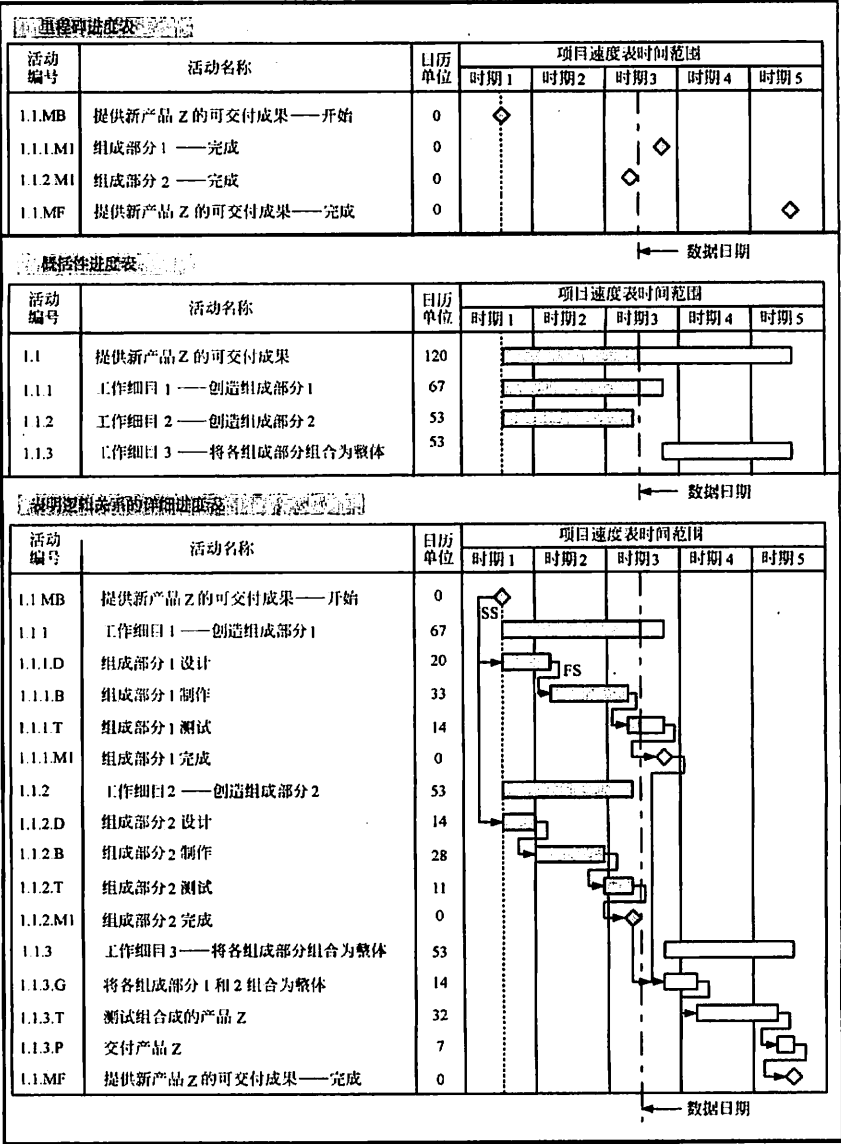 里程碑进度表
活动编号 活动名称 日历单位 项目速度表时间范围
时期1 时期2 时期3 时期4 时期5
1.1.MB 提供新产品 Z 的可交付成果——开始 0
1.1.1.M1 组成部分 1 ——完成 0
1.1.2.M1 组成部分 2 ——完成 0
1.1.MF 提供新产品 Z 的可交付成果——完成 0
数据日期
概括性进度表
活动编号 活动名称 日历单位 项目速度表时间范围
时期1 时期2 时期3 时期4 时期5
1.1 提供新产品 Z 的可交付成果 120
1.1.1 工作细目 1 ——创造组成部分 1 67
1.1.2 工作细目 2 ——创造组成部分 2 53
1.1.3 工作细目 3 ——将各组成部分组合为整体 53
数据日期
表明逻辑关系的详细进度表
活动编号 活动名称 日历单位 项目速度表时间范围
时期1 时期2 时期3 时期4 时期5
1.1 MB 提供新产品 Z 的可交付成果——开始 0
SS
1.1 1 工作细目 1 ——创造组成部分 1 67
1.1.1.D 组成部分 1 设计 20
FS
1.1.1.B 组成部分 1 制作 33
1.1.1.T 组成部分 1 测试 14
1.1.1.M1 组成部分 1 完成 0
1.1.2 工作细目 2 ——创造组成部分 2 53
1.1.2.D 组成部分 2 设计 14
1.1.2.B 组成部分 2 制作 28
1.1.2.T 组成部分 2 测试 11
1.1.2.M1 组成部分 2 完成 0
1.1.3 工作细目 3——将各组成部分组合为整体 53
1.1.3.G 将各组成部分 1 和 2 组合为整体 14
1.1.3.T 测试组合成的产品 Z 32
1.1.3.P 交付产品 Z 7
1.1.MF 提供新产品 Z 的可交付成果——完成 0
数据日期